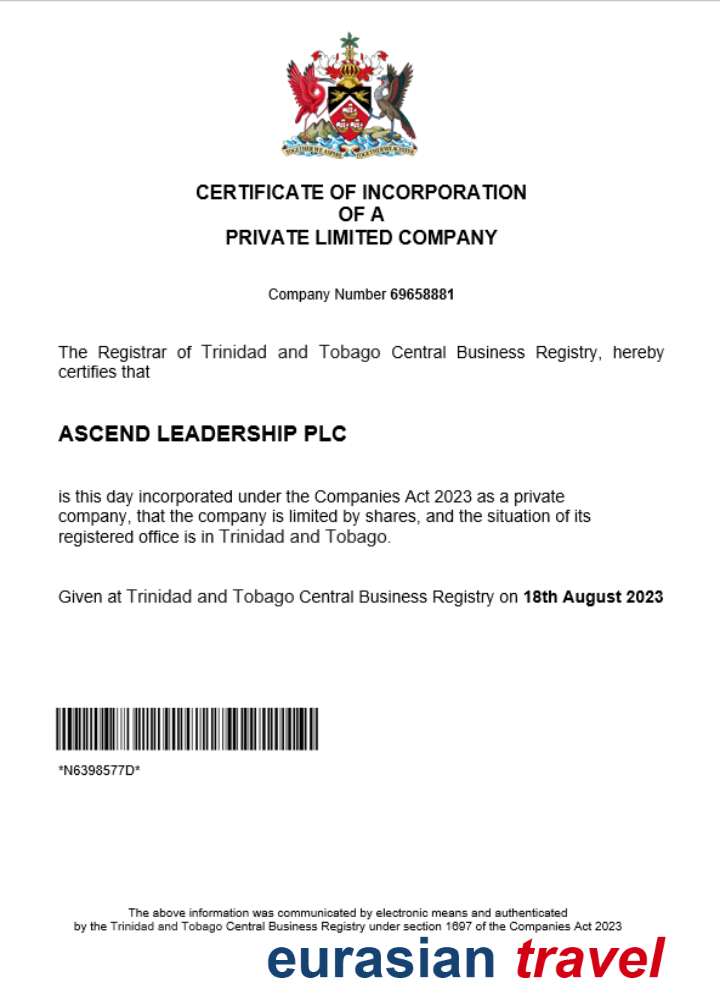 TOGETHER WE ASPIRE TOGETHER WE ACHIEVE
CERTIFICATE OF INCORPORATION
OF A
PRIVATE LIMITED COMPANY
Company Number 69658881
The Registrar of Trinidad and Tobago Central Business Registry, hereby
certifies that
ASCEND LEADERSHIP PLC
is this day incorporated under the Companies Act 2023 as a private
company, that the company is limited by shares, and the situation of its
registered office is in Trinidad and Tobago.
Given at Trinidad and Tobago Central Business Registry on 18th August 2023
*N6398577D*
The above information was communicated by electronic means and authenticated
by the Trinidad and Tobago Central Business Registry under section 1697 of the Companies Act 2023
eurasian travel